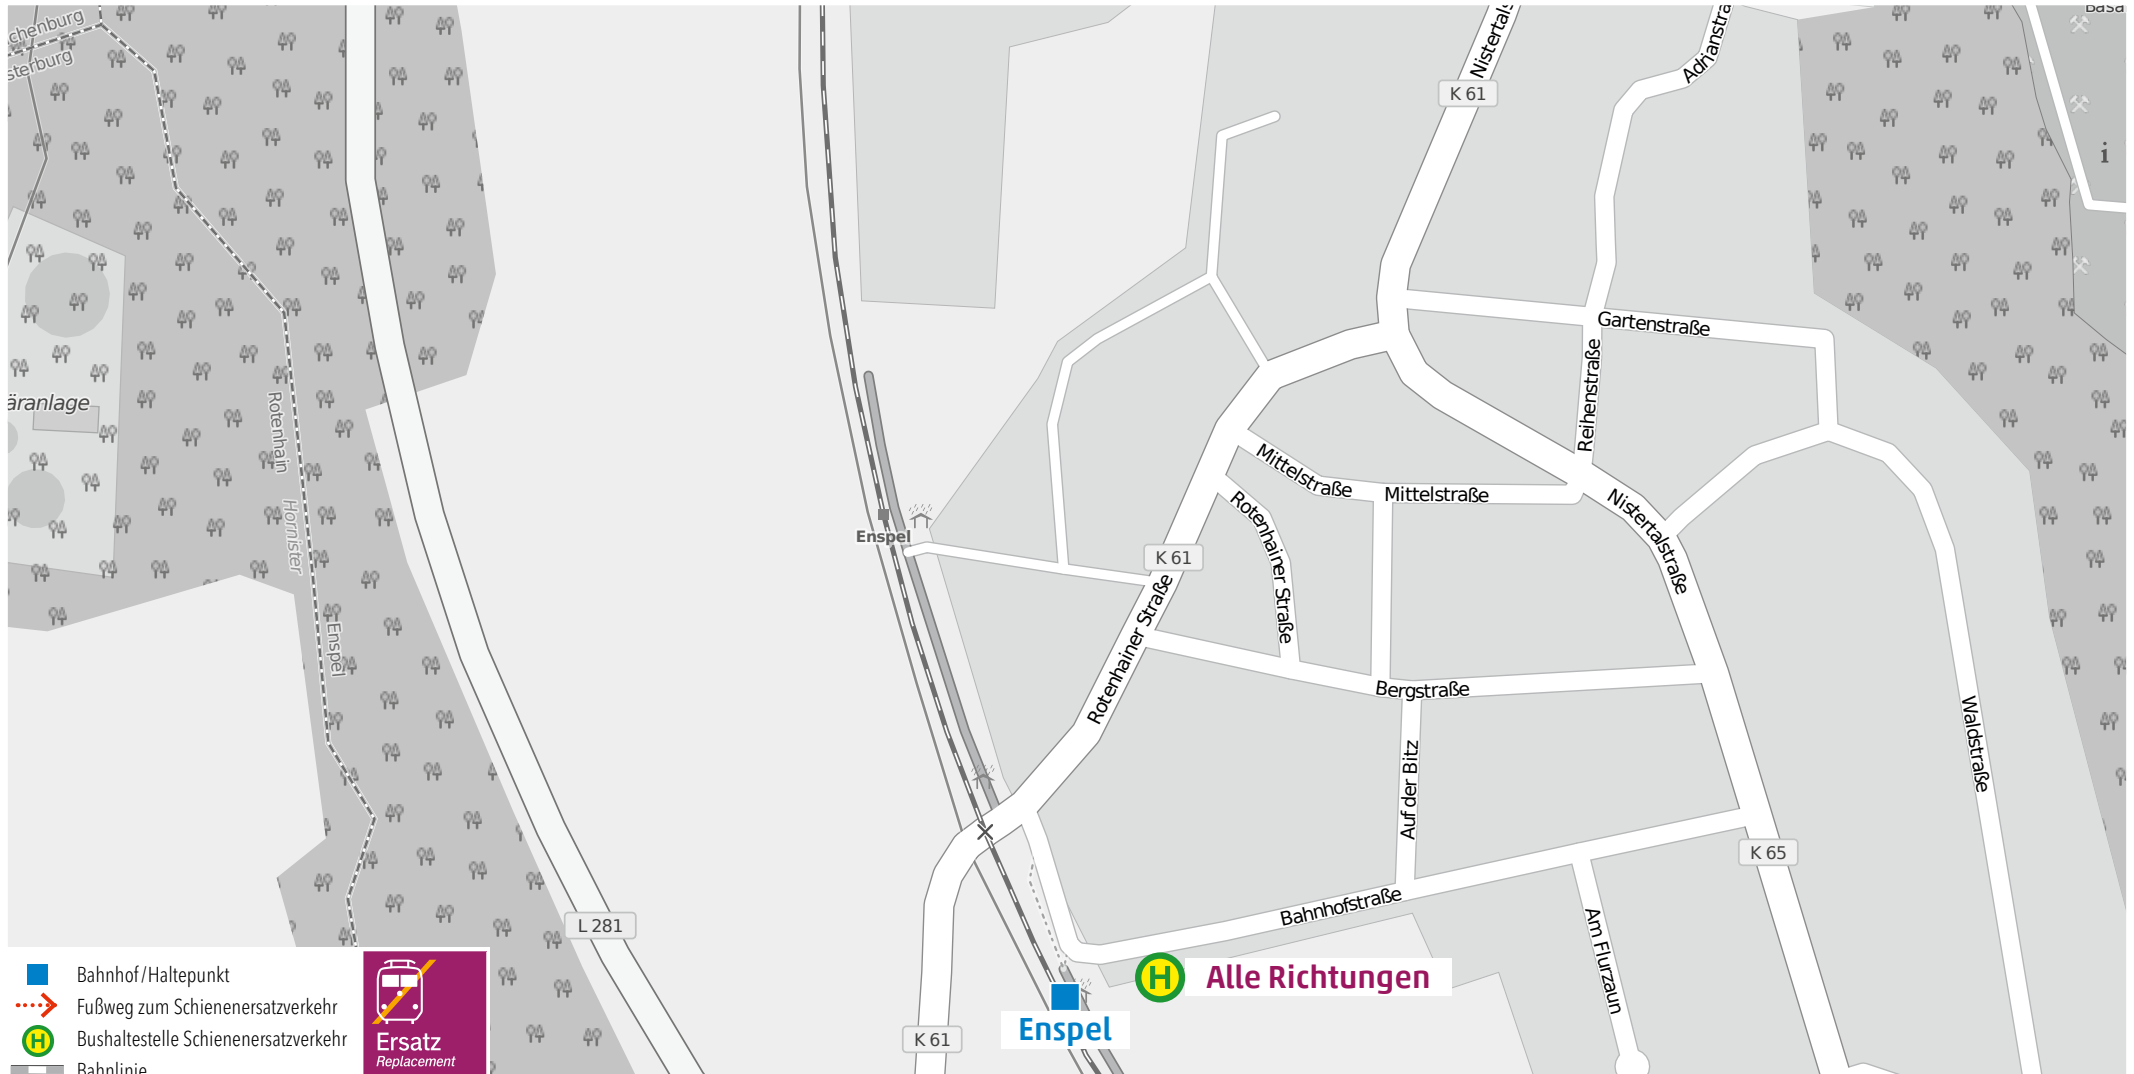 chenburg
sterburg
Nistertals
Adrianstra
Basa
K 61
i
Gartenstraße
Reihenstraße
äranlage
Rotenhain
Hornister
Enspel
Mittelstraße
Mittelstraße
Rotenhainer Straße
Nistertalstraße
Enspel
K 61
Rotenhainer Straße
Bergstraße
Waldstraße
Auf der Bitz
K 65
Bahnhofstraße
Am Flurzaun
L 281
H Alle Richtungen
Enspel
K 61
Bahnhof/Haltepunkt
Fußweg zum Schienenersatzverkehr
H Bushaltestelle Schienenersatzverkehr
Bahnlinie
Ersatz
Replacement